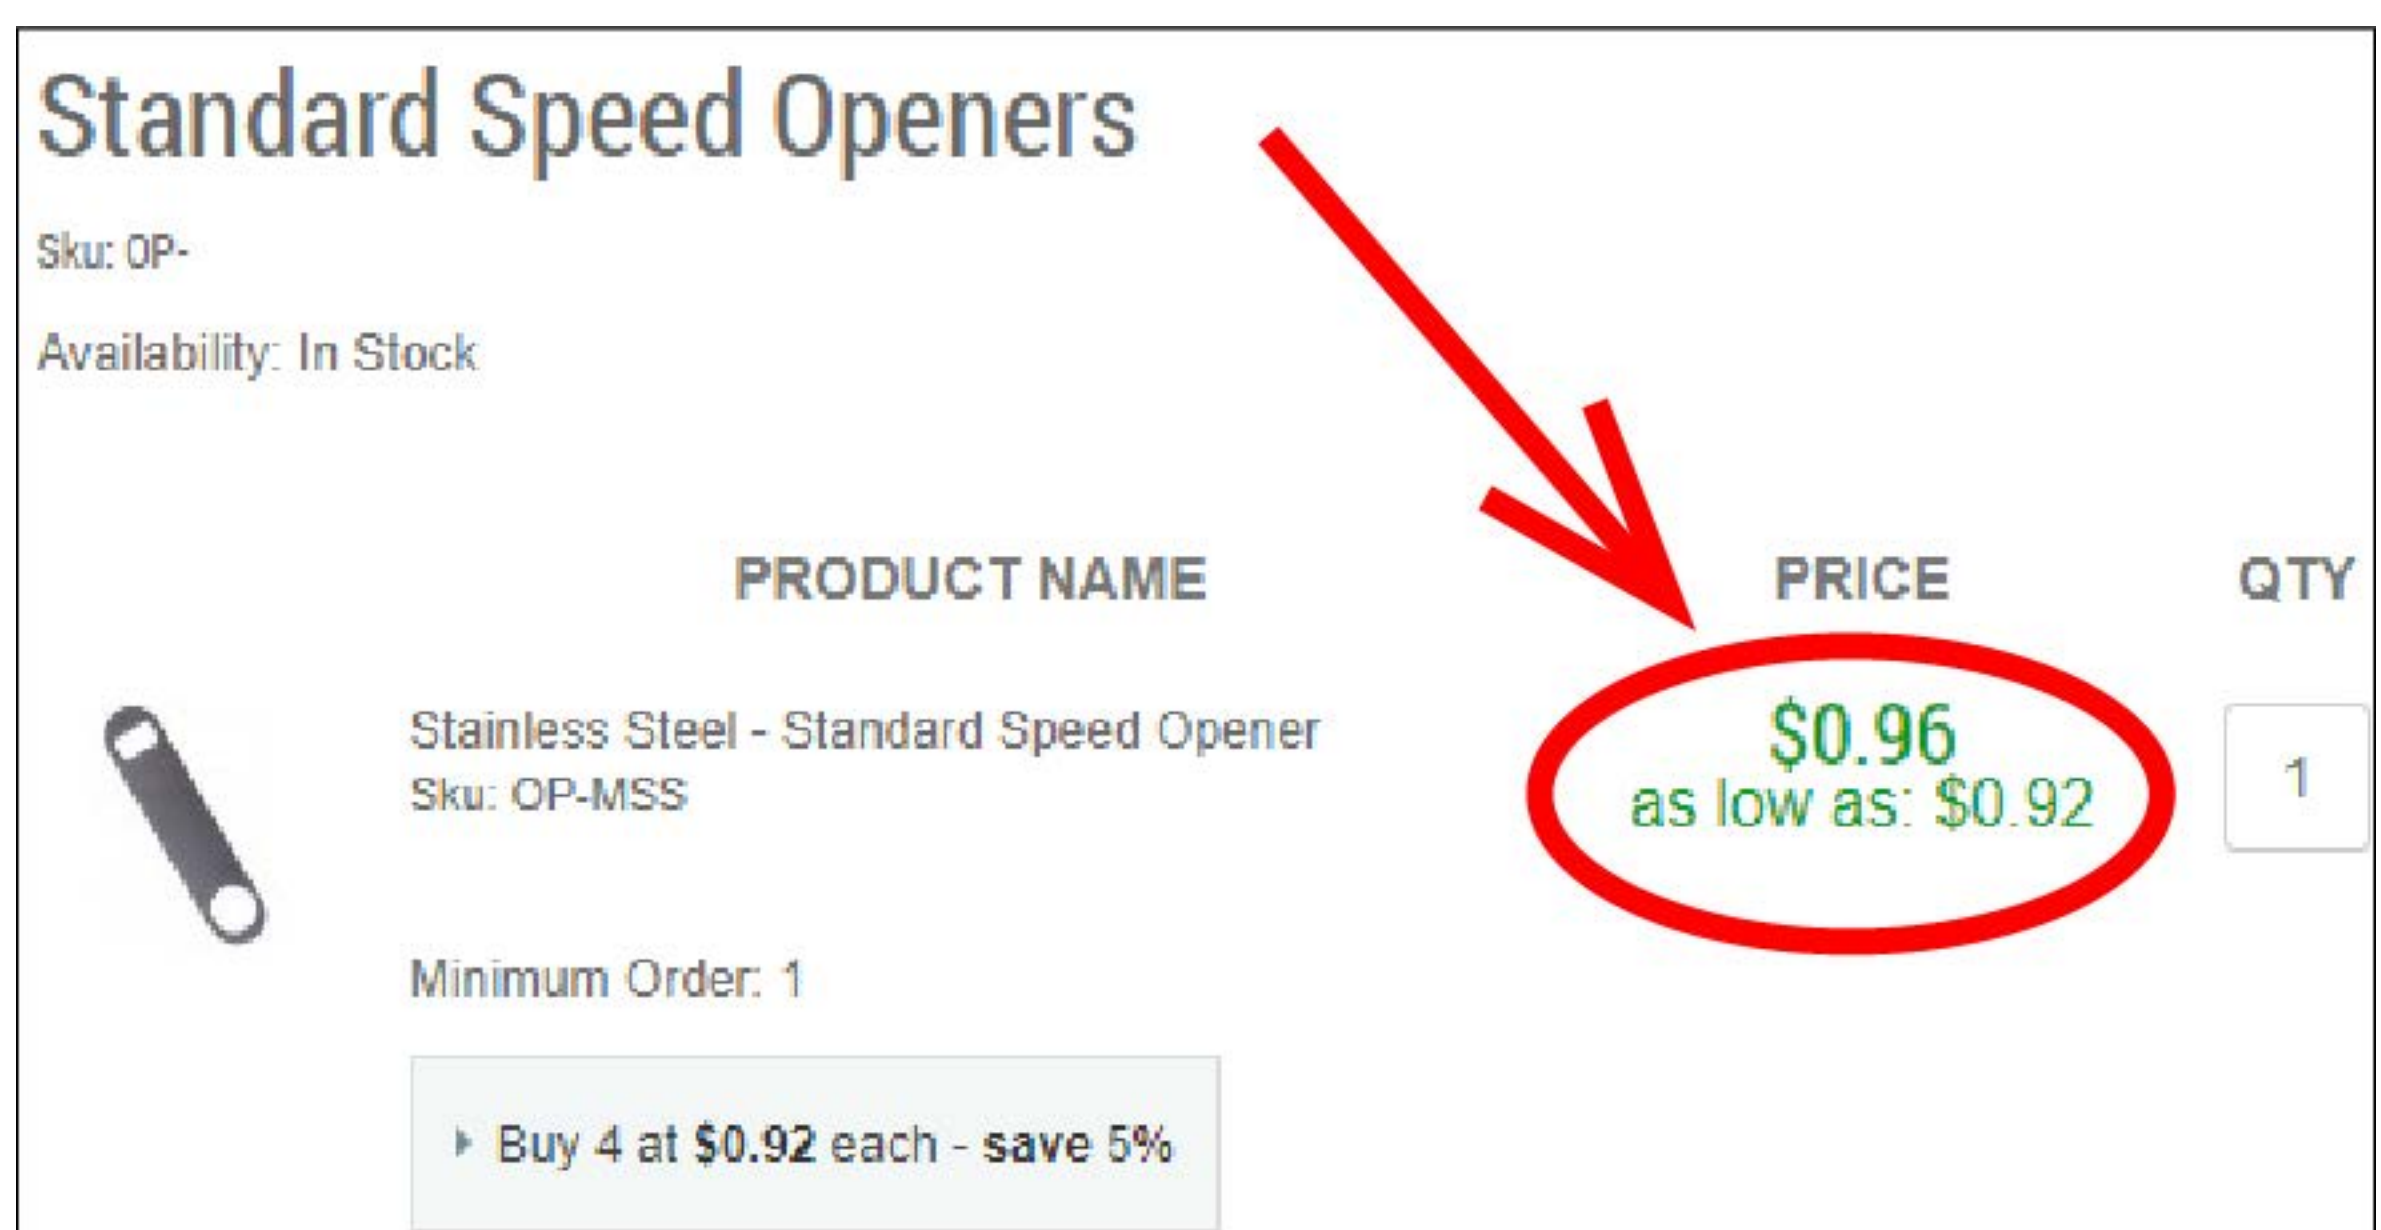 Standard Speed Openers
Sku: OP-
Availability: In Stock
PRODUCT NAME PRICE QTY
Stainless Steel - Standard Speed Opener $0.96
Sku: OP-MSS as low as: $0.92 1
Minimum Order: 1
Buy 4 at $0.92 each - save 5%